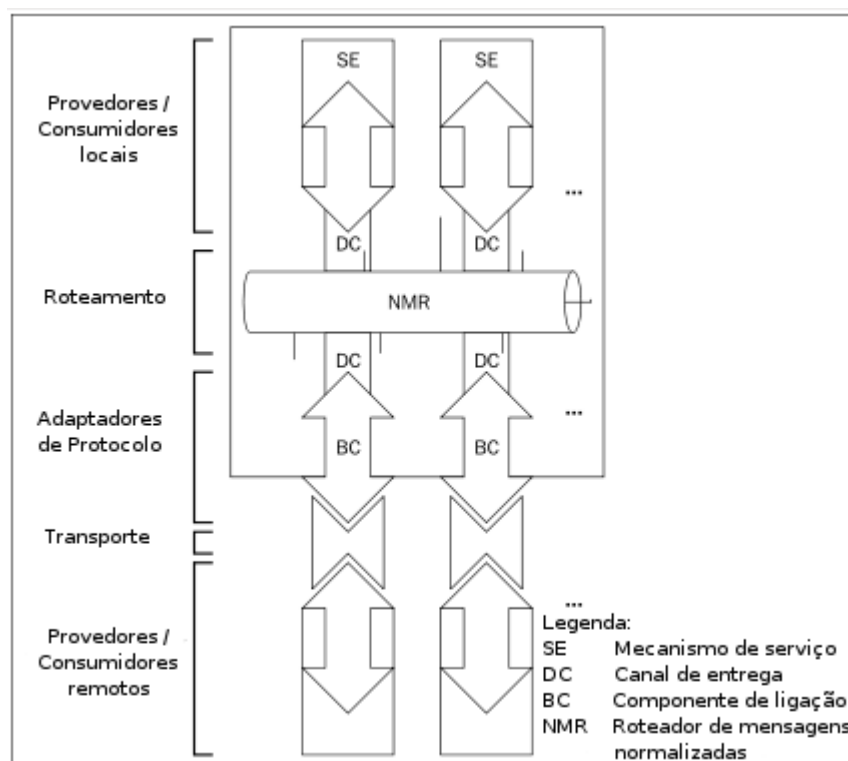 SE
SE
Provedores /
Consumidores
locais
...
DC
DC
Roteamento
NMR
DC
DC
Adaptadores
de Protocolo
...
BC
BC
Transporte
...
Provedores /
Consumidores
remotos
Legenda:
SE Mecanismo de serviço
DC Canal de entrega
BC Componente de ligação
NMR Roteador de mensagens
normalizadas